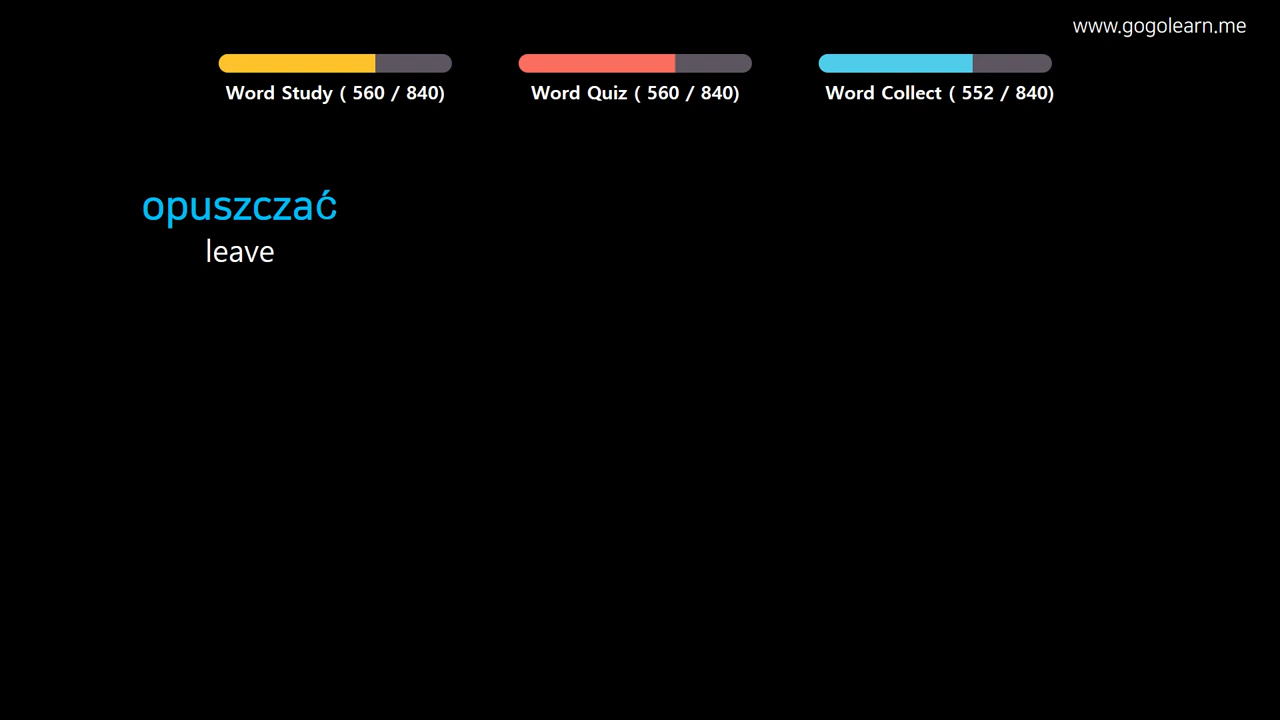 www.gogolearn.me
Word Study ( 560 / 840)
Word Quiz ( 560 / 840)
Word Collect ( 552 / 840)
opuszczać
leave